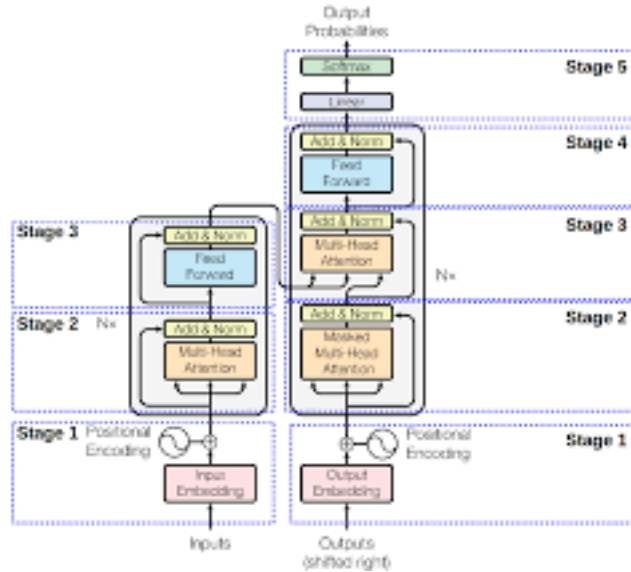 Output
Probabilities
Softmax
Stage 5
Linear
Add & Norm
Stage 4
Feed
Forward
Stage 3
Add & Norm
Multi-Head
Attention
Stage 3
Add & Norm
Feed
Forward
N×
Stage 2
N×
Add & Norm
Multi-Head
Attention
Add & Norm
Masked
Multi-Head
Attention
Stage 2
Stage 1
Positional
Encoding
Input
Embedding
Inputs
Positional
Encoding
Stage 1
Output
Embedding
Outputs
(shifted right)